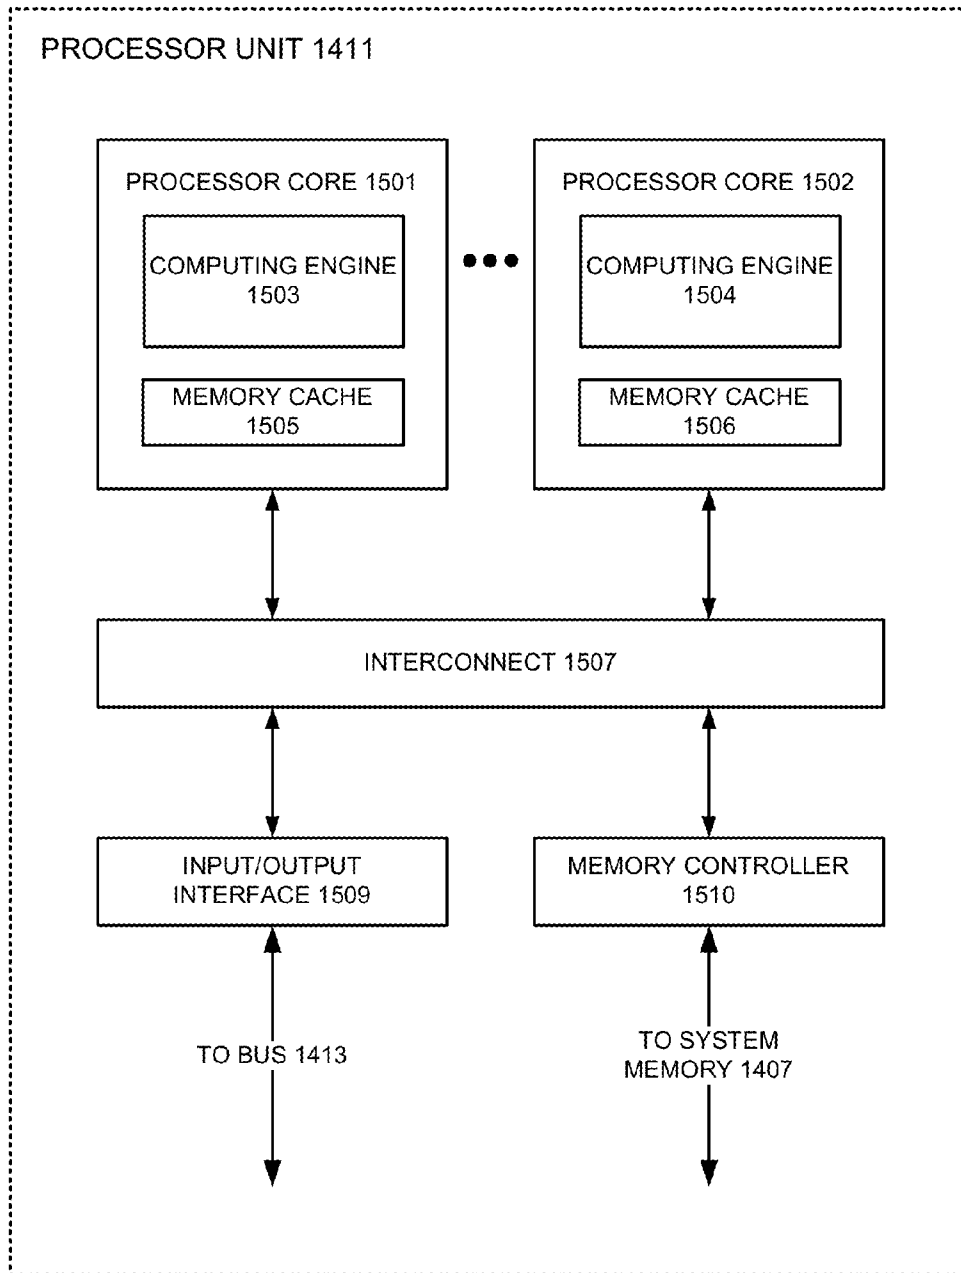 PROCESSOR UNIT 1411
PROCESSOR CORE 1501
COMPUTING ENGINE
1503
MEMORY CACHE
1505
PROCESSOR CORE 1502
COMPUTING ENGINE
1504
MEMORY CACHE
1506
INTERCONNECT 1507
INPUT/OUTPUT
INTERFACE 1509
MEMORY CONTROLLER
1510
TO BUS 1413
TO SYSTEM
MEMORY 1407